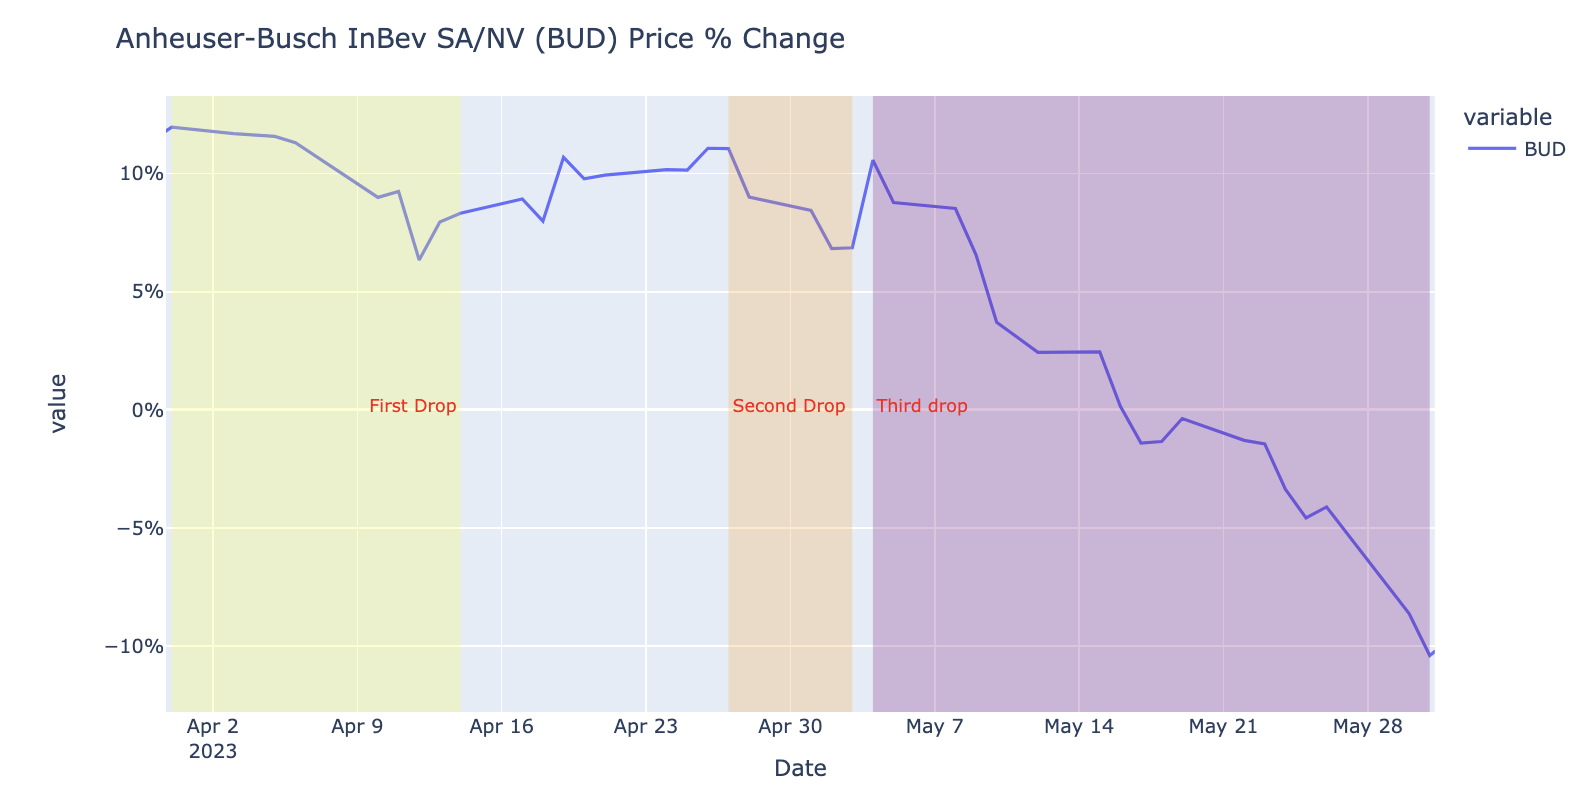 Anheuser-Busch InBev SA/NV (BUD) Price % Change
variable
BUD
value
10%
5%
0%
−5%
−10%
First Drop
Second Drop
Third drop
Apr 2
2023
Apr 9
Apr 16
Apr 23
Apr 30
May 7
May 14
May 21
May 28
Date